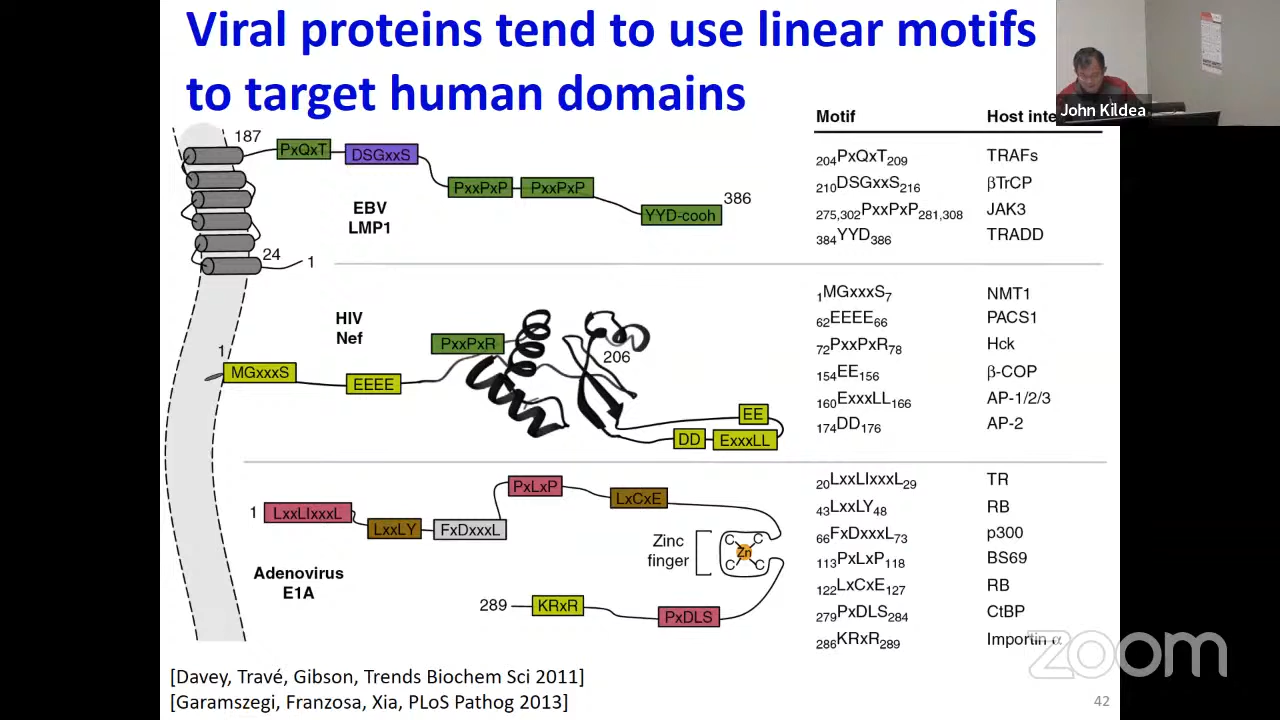 Viral proteins tend to use linear motifs
to target human domains
John Kildea
Motif Host inte
187
PxQxT
DSGxxS
PxxPxP
PxxPxP
YYD-cooh
386
EBV
LMP1
24
1
204PxQxT209 TRAFs
210DSGxxS216 βTrCP
275,302PxxPxP281,308 JAK3
384YYD386 TRADD
HIV
Nef
1
MGxxxS
EEEE
PxxPxR
206
EE
DD
ExxxLL
1MGxxxS7 NMT1
62EEEE66 PACS1
72PxxPxR78 Hck
154EE156 β-COP
160ExxxLL166 AP-1/2/3
174DD176 AP-2
1
LxxLIxxxL
LxxLY
FxDxxxL
PxLxP
LxCxE
Zinc
finger
C C
Zn
C C
Adenovirus
E1A
289
KRxR
PxDLS
20LxxLIxxxL29 TR
43LxxLY48 RB
66FxDxxxL73 p300
113PxLxP118 BS69
122LxCxE127 RB
279PxDLS284 CtBP
286KRxR289 Importin α
zoom
[Davey, Travé, Gibson, Trends Biochem Sci 2011]
[Garamszegi, Franzosa, Xia, PLoS Pathog 2013]
42